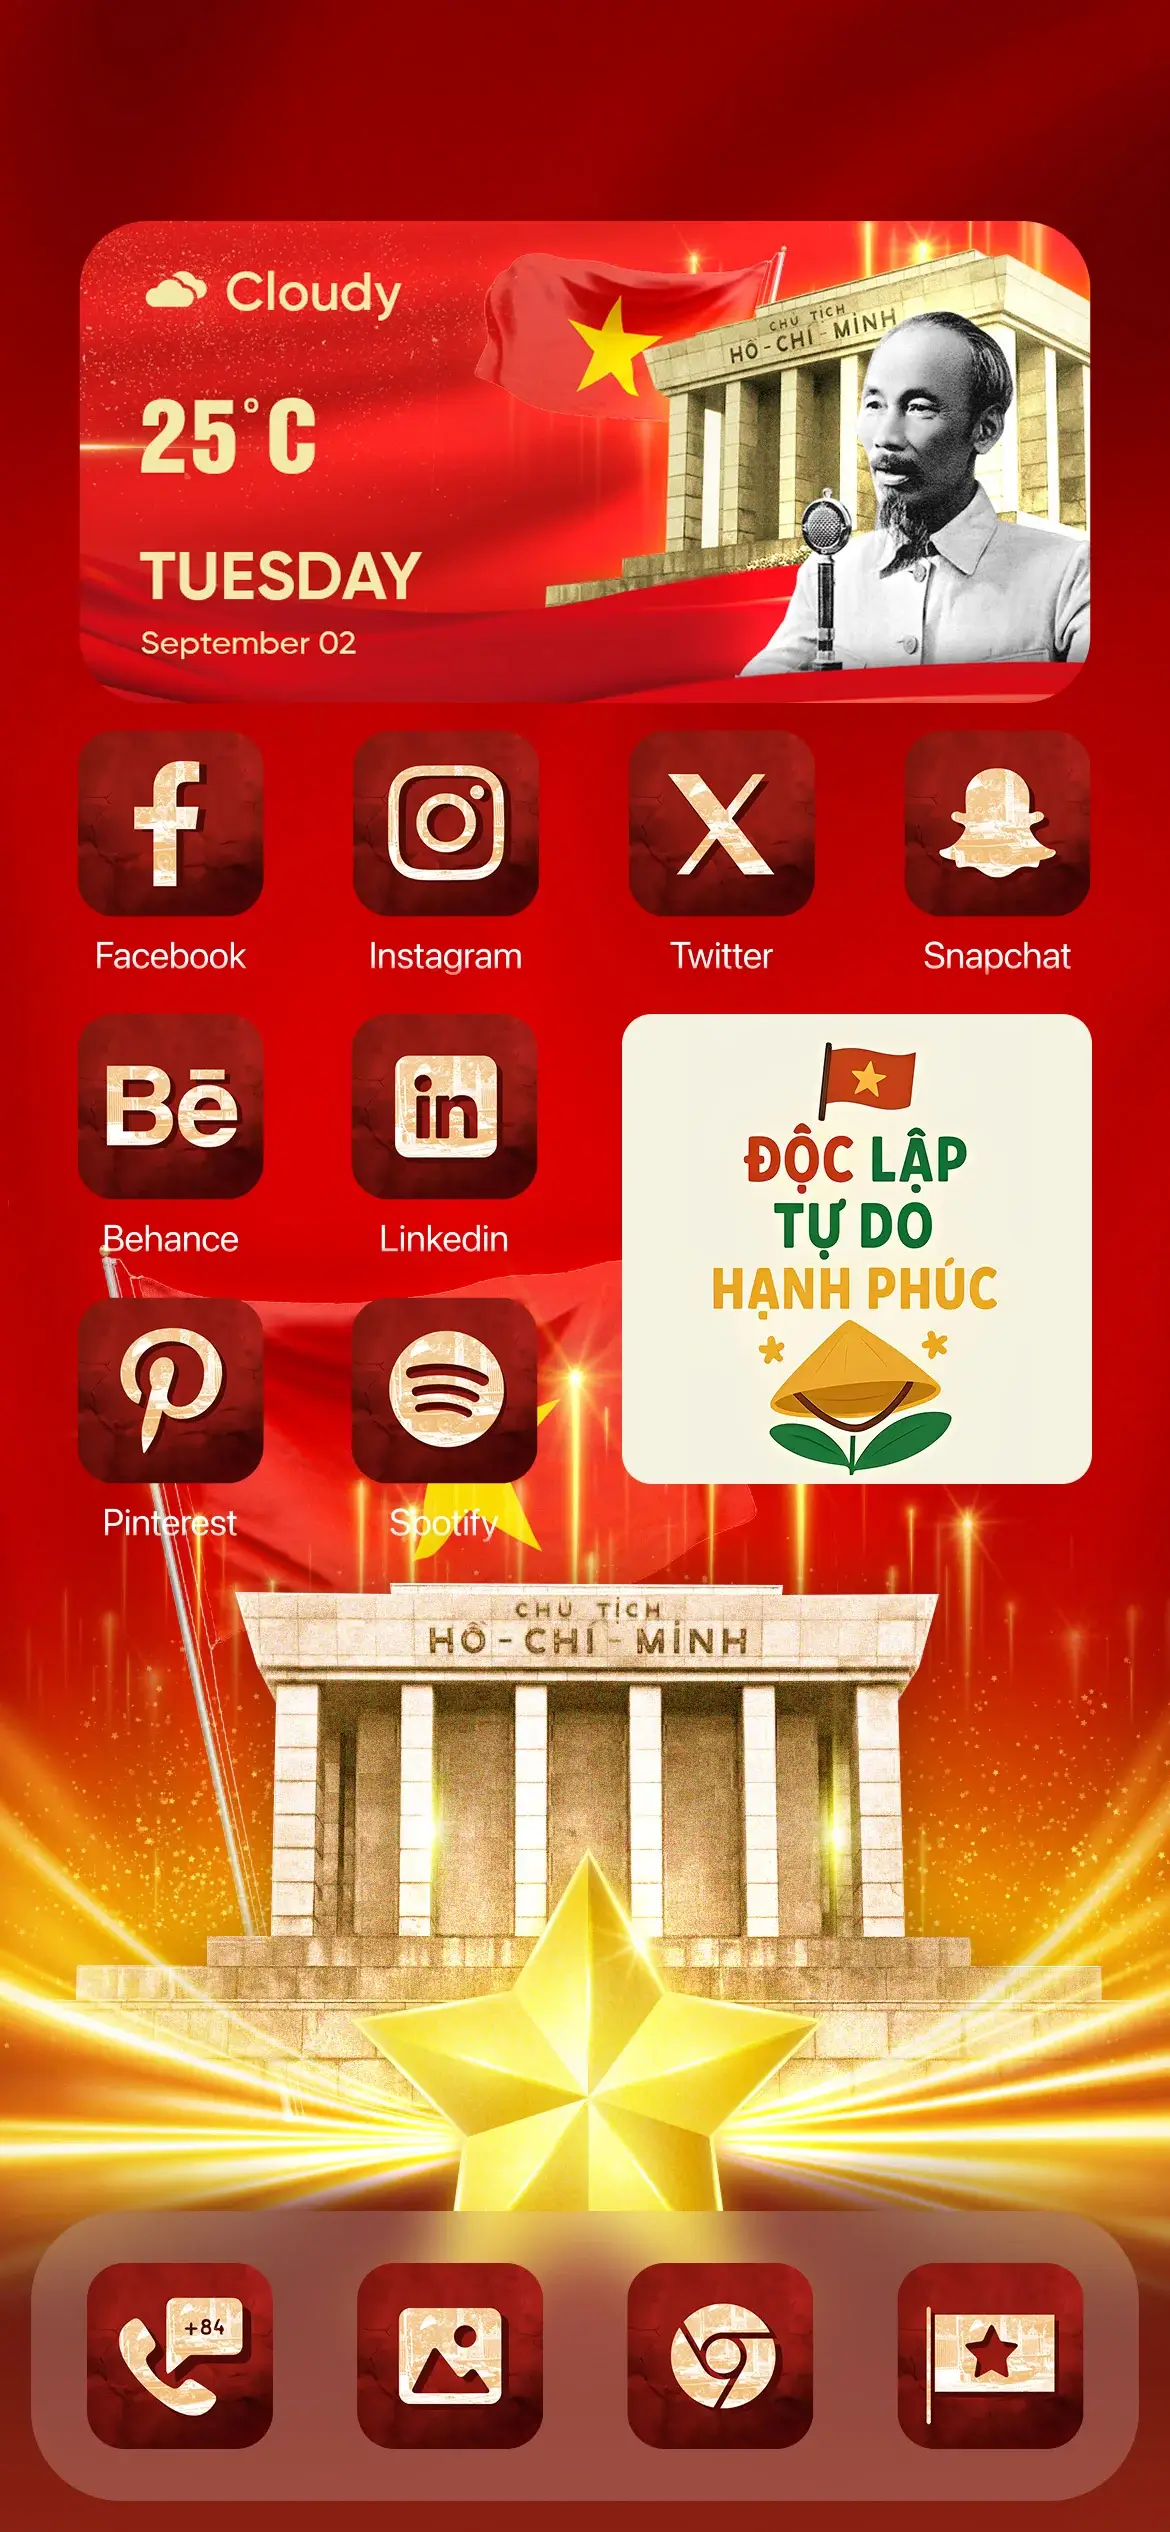 Cloudy
25°C
TUESDAY
September 02
CHỦ TỊCH
HỒ-CHÍ-MINH
Facebook
Instagram
Twitter
Snapchat
Bē
in
Behance
Linkedin
ĐỘC LẬP
TỰ DO
HẠNH PHÚC
Pinterest
Spotify
CHỦ TỊCH
HỒ-CHÍ-MINH
+84